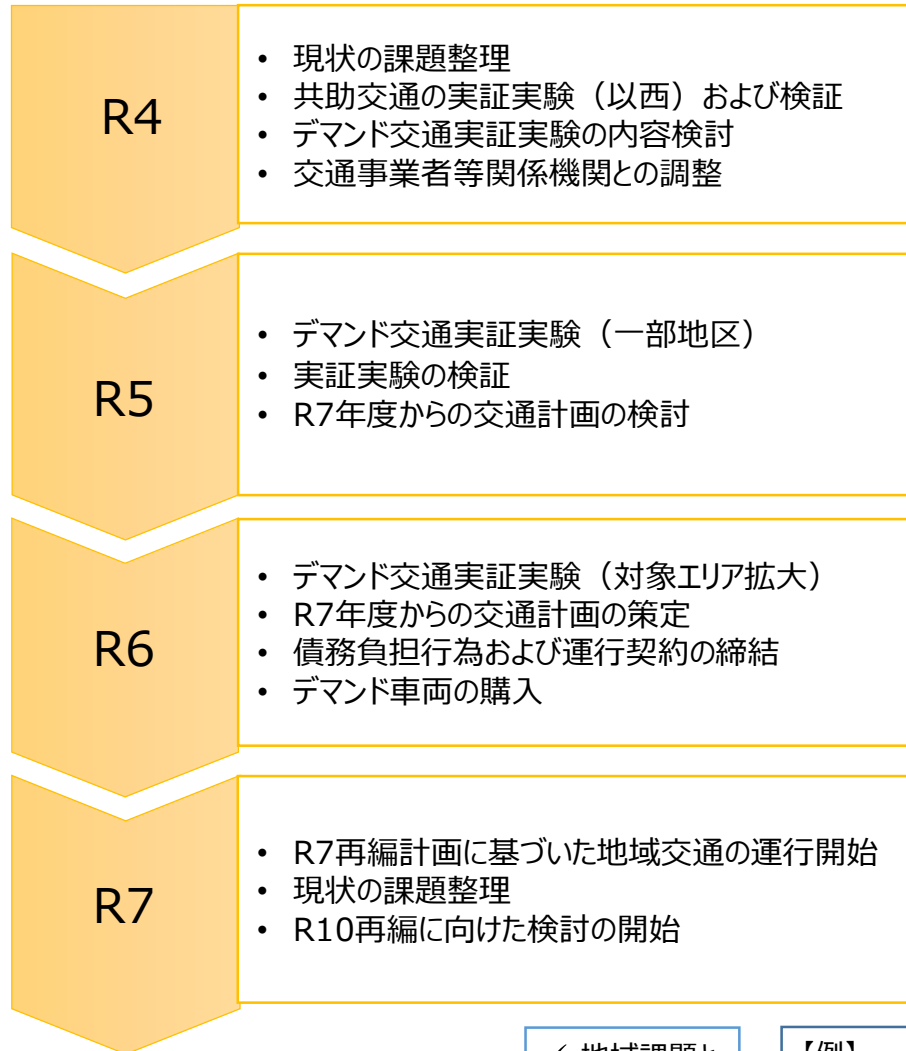 R4
• 現状の課題整理
• 共助交通の実証実験（以西）および検証
• デマンド交通実証実験の内容検討
• 交通事業者等関係機関との調整
R5
• デマンド交通実証実験（一部地区）
• 実証実験の検証
• R7年度からの交通計画の検討
R6
• デマンド交通実証実験（対象エリア拡大）
• R7年度からの交通計画の策定
• 債務負担行為および運行契約の締結
• デマンド車両の購入
R7
• R7再編計画に基づいた地域交通の運行開始
• 現状の課題整理
• R10再編に向けた検討の開始
✓ 地域課題と
【例】